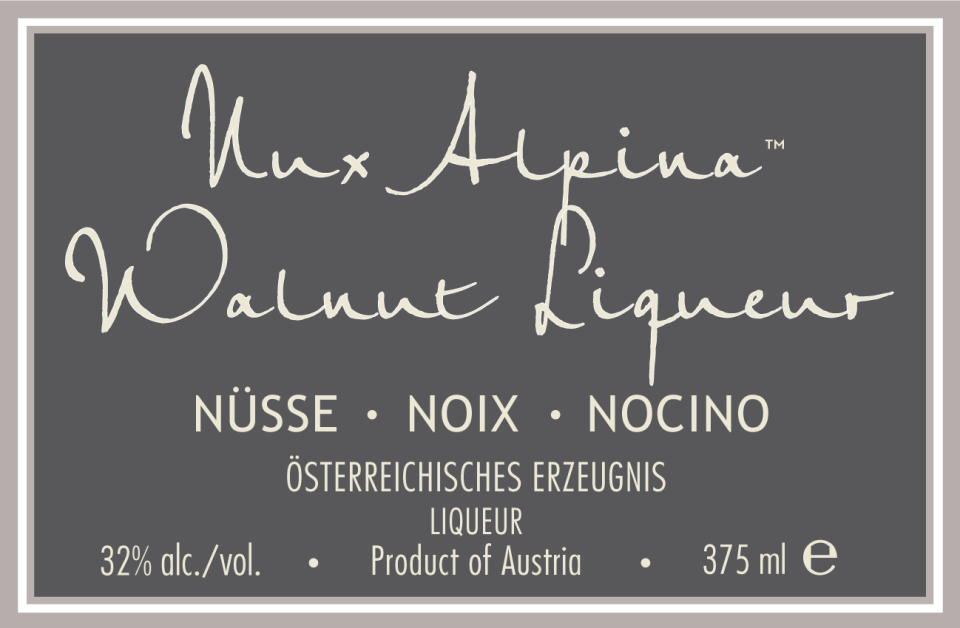 Nux Alpina™
Walnut Liqueur
NÜSSE • NOIX • NOCINO
ÖSTERREICHISCHES ERZEUGNIS
LIQUEUR
32% alc./vol. • Product of Austria • 375 ml ℮